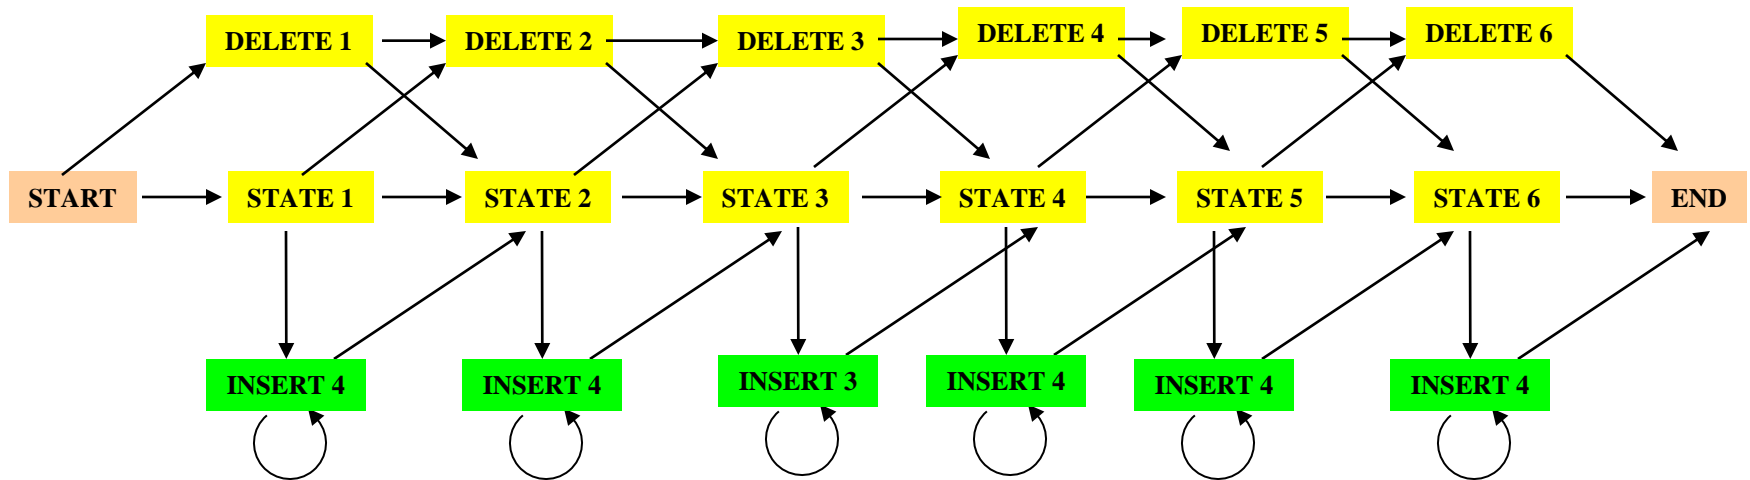 DELETE 1
DELETE 2
DELETE 3
DELETE 4
DELETE 5
DELETE 6
START
STATE 1
STATE 2
STATE 3
STATE 4
STATE 5
STATE 6
END
INSERT 4
INSERT 4
INSERT 3
INSERT 4
INSERT 4
INSERT 4